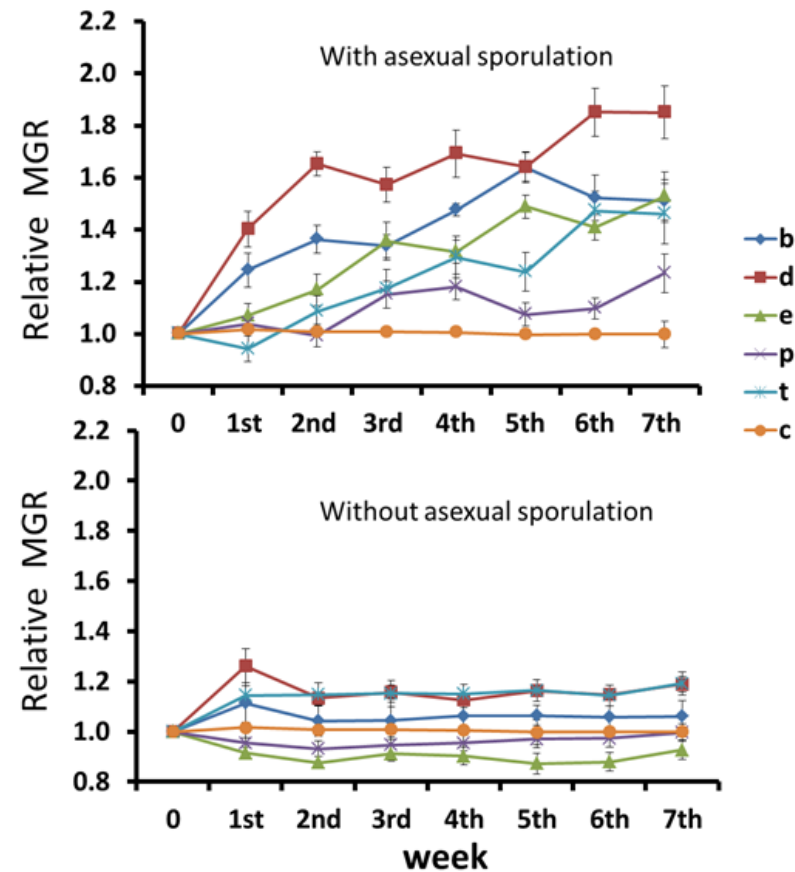 2.2
With asexual sporulation
2.0
1.8
1.6
1.4
1.2
1.0
0.8
Relative MGR
0 1st 2nd 3rd 4th 5th 6th 7th
b
d
e
p
t
c
2.2
2.0
Without asexual sporulation
1.8
1.6
1.4
1.2
1.0
0.8
Relative MGR
0 1st 2nd 3rd 4th 5th 6th 7th
week